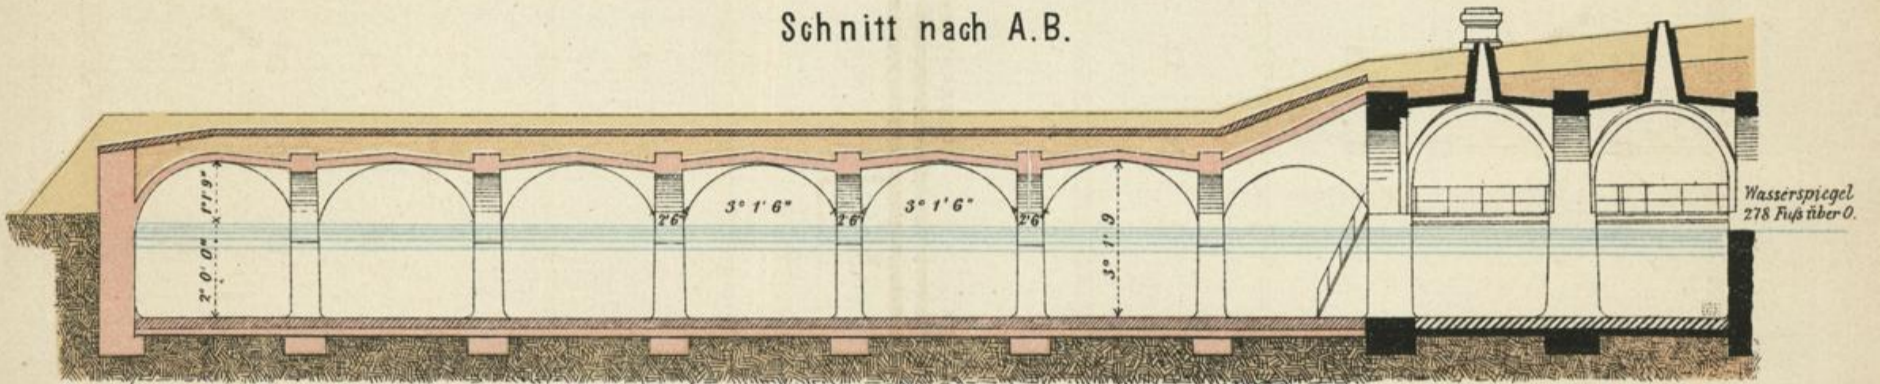 Schnitt nach A.B.
2° 0' 0" 1° 1' 9"
2' 6"
3° 1' 6"
2' 6"
3° 1' 6"
2' 6"
3° 1' 9
Wasserspiegel
278 Fuſs über 0.